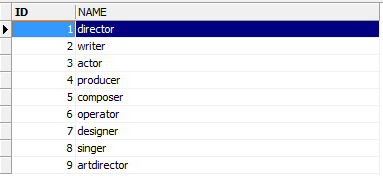 ID NAME
1 director
2 writer
3 actor
4 producer
5 composer
6 operator
7 designer
8 singer
9 artdirector